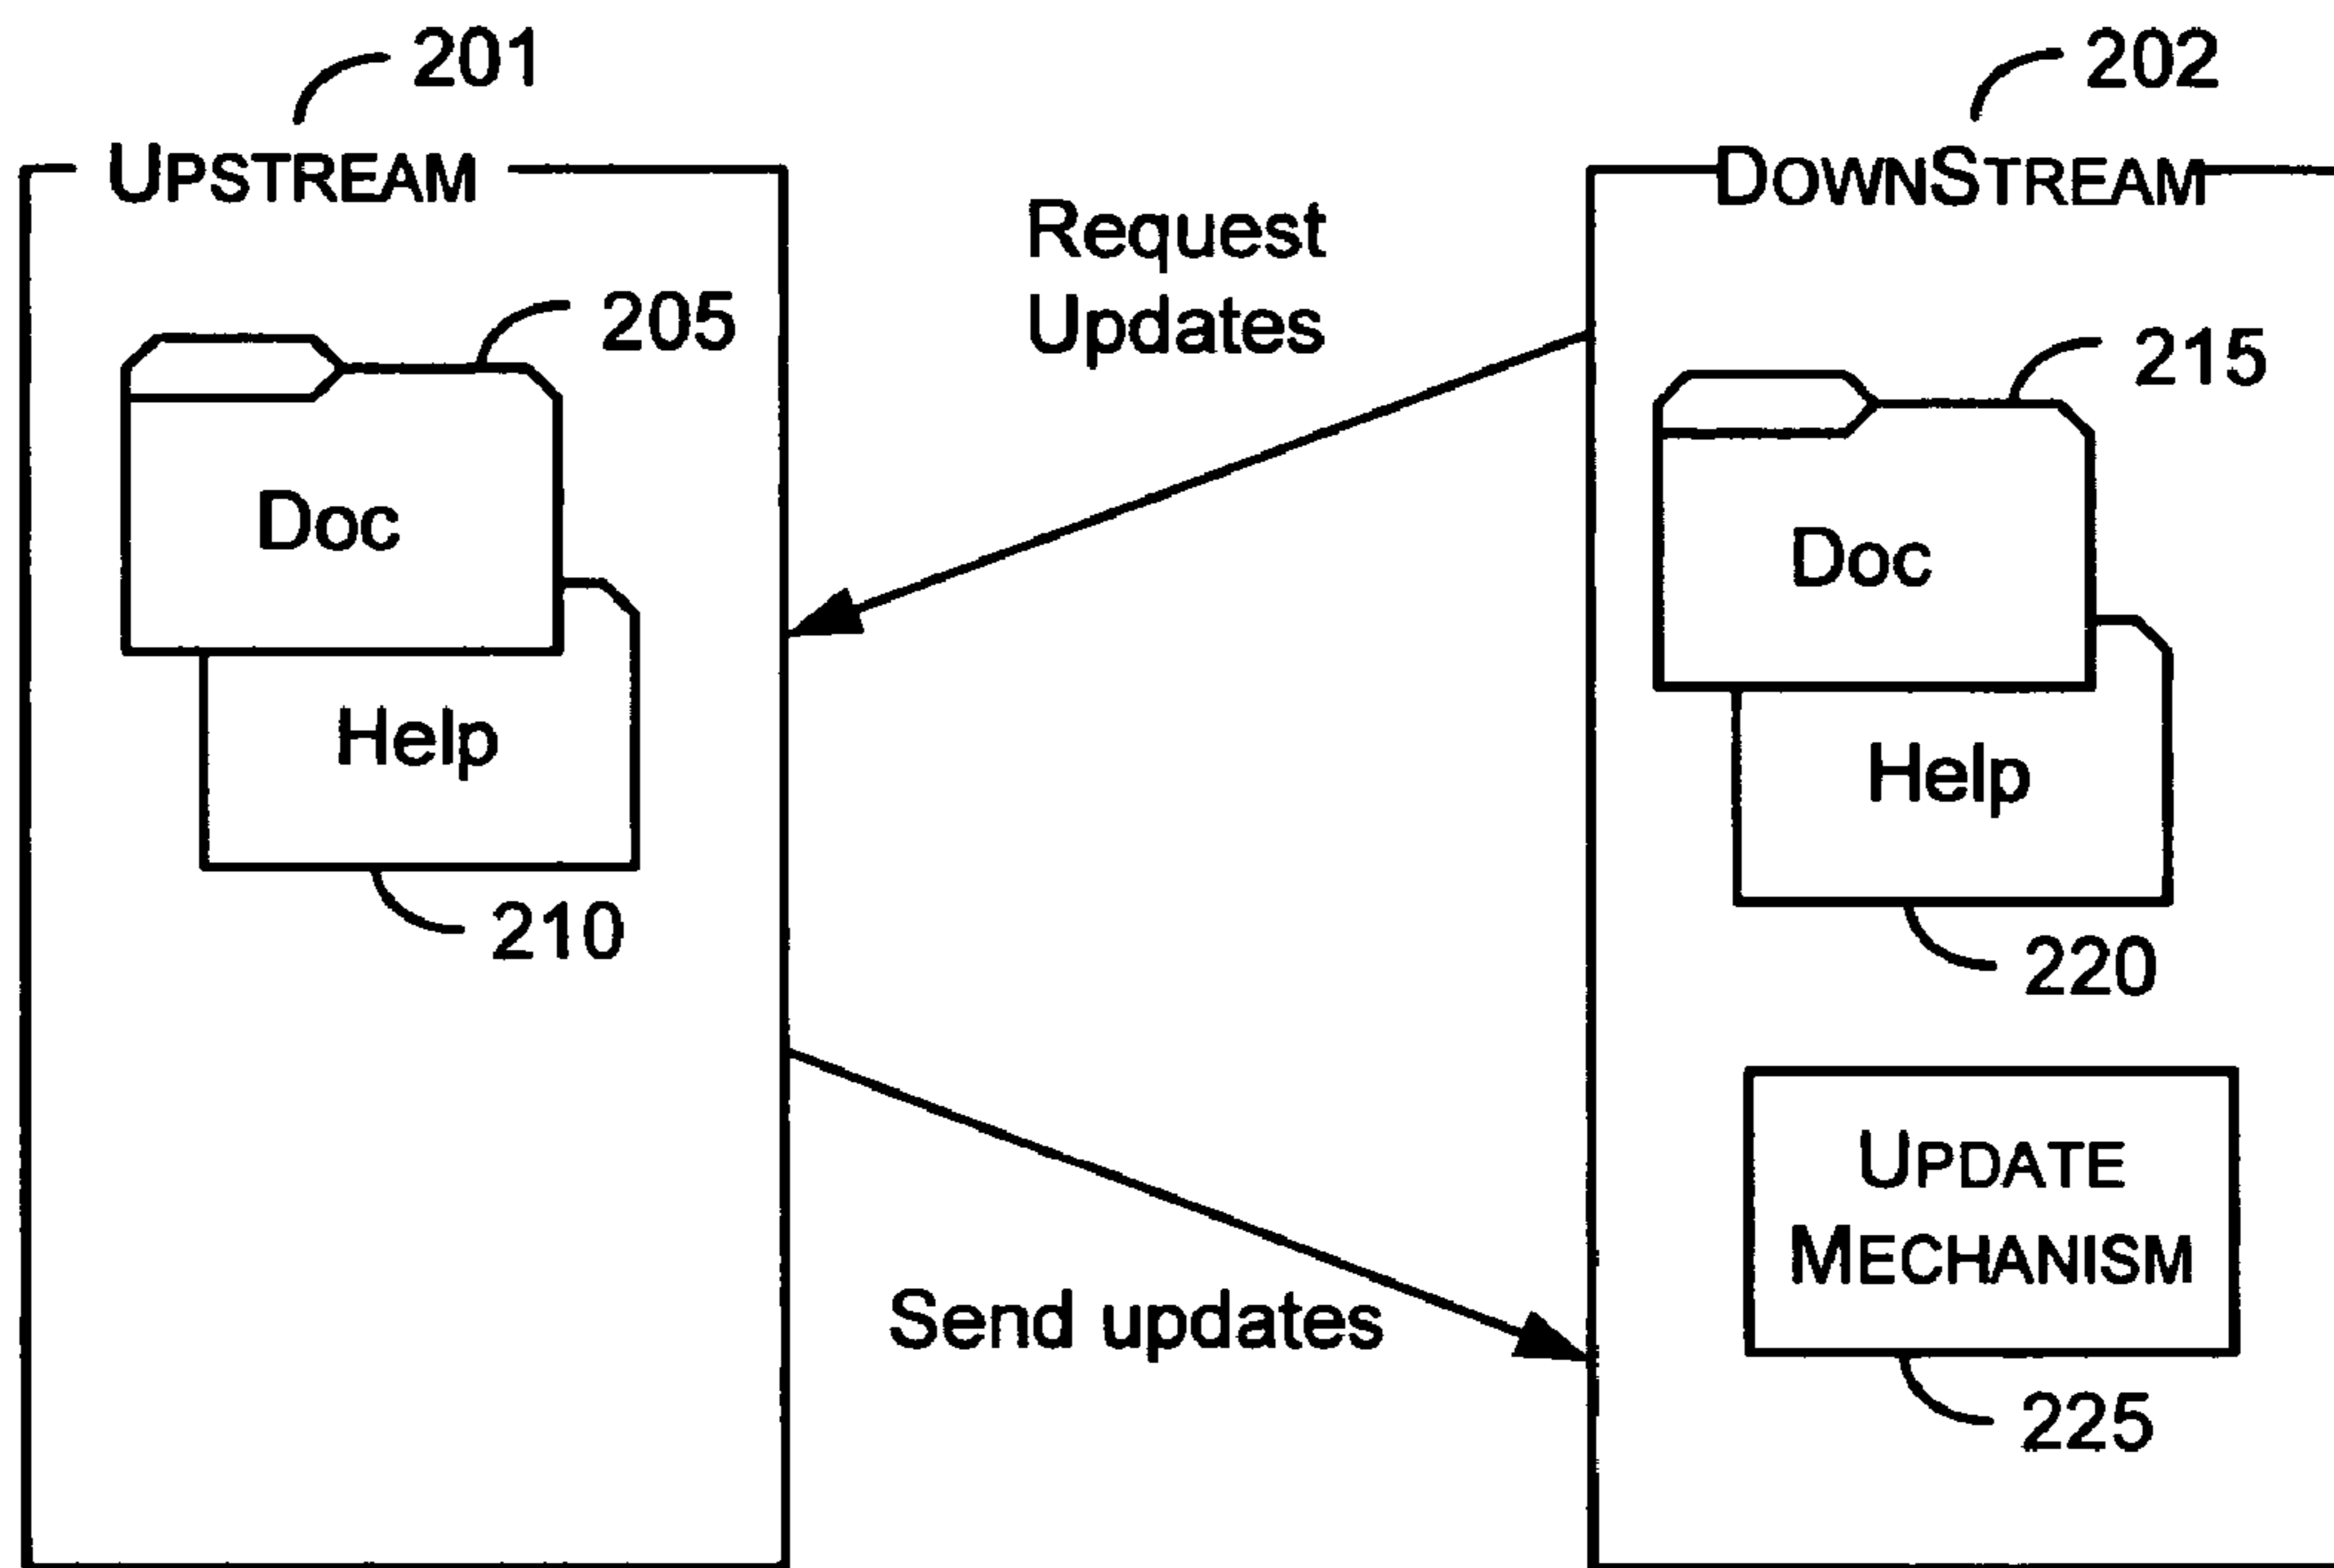 201
202
UPSTREAM
DOWNSTREAM
Request
Updates
205
215
Doc
Doc
Help
Help
210
220
UPDATE
MECHANISM
Send updates
225